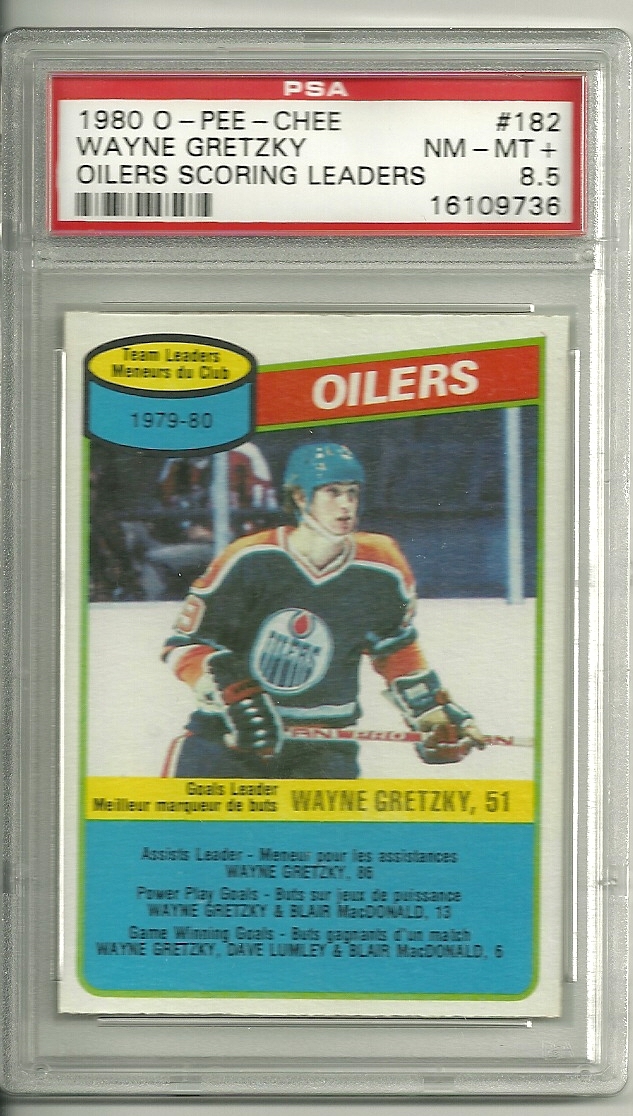 PSA
1980 O-PEE-CHEE #182
WAYNE GRETZKY NM-MT+
OILERS SCORING LEADERS 8.5
16109736
Team Leaders
Meneurs du Club
1979-80
OILERS
9
OILERS
Goals Leader
Meilleur marqueur de buts
WAYNE GRETZKY, 51
Assists Leader - Meneur pour les assistances
WAYNE GRETZKY, 86
Power Play Goals - Buts sur jeux de puissance
WAYNE GRETZKY & BLAIR MacDONALD, 13
Game Winning Goals - Buts gagnants d'un match
WAYNE GRETZKY, DAVE LUMLEY & BLAIR MacDONALD, 6